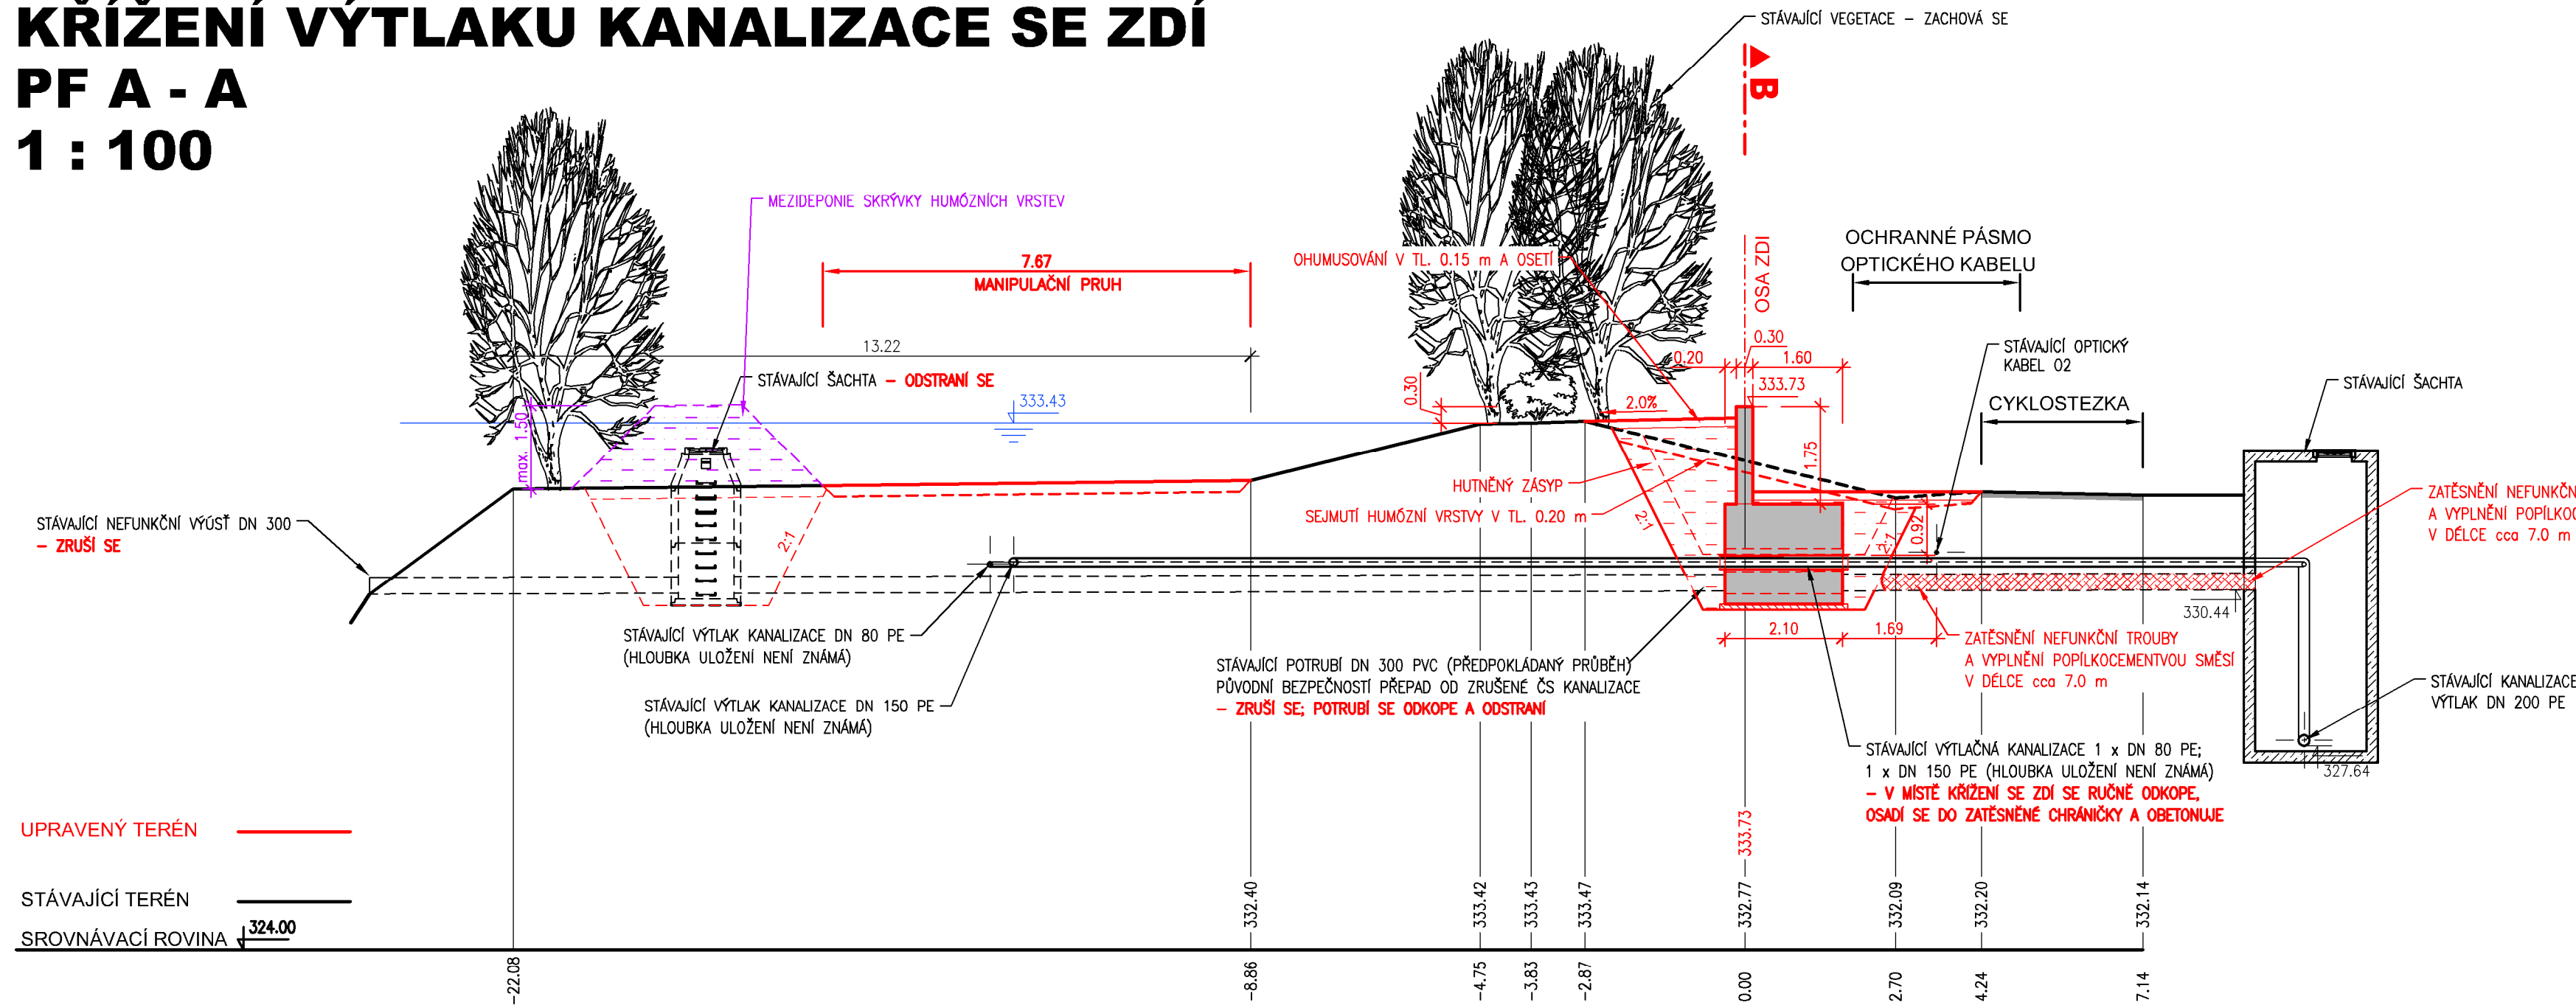 KŘÍŽENÍ VÝTLAKU KANALIZACE SE ZDÍ
PF A - A
1 : 100
STÁVAJÍCÍ VEGETACE – ZACHOVÁ SE
B
MEZIDEPONIE SKRÝVKY HUMÓZNÍCH VRSTEV
7.67
MANIPULAČNÍ PRUH
OHUMUSOVÁNÍ V TL. 0.15 m A OSETÍ
OSA ZDI
OCHRANNÉ PÁSMO
OPTICKÉHO KABELU
13.22
STÁVAJÍCÍ ŠACHTA – ODSTRANÍ SE
max. 1.50
333.43
0.30
2.0%
0.20
0.30
1.60
333.73
1.75
STÁVAJÍCÍ OPTICKÝ
KABEL O2
CYKLOSTEZKA
STÁVAJÍCÍ ŠACHTA
HUTNĚNÝ ZÁSYP
SEJMUTÍ HUMÓZNÍ VRSTVY V TL. 0.20 m
2:1
2:1
2:1
0.92
STÁVAJÍCÍ NEFUNKČNÍ VÝÚSŤ DN 300
– ZRUŠÍ SE
ZATĚSNĚNÍ NEFUNKČN
A VYPLNĚNÍ POPÍLKOC
V DÉLCE cca 7.0 m
330.44
2.10
1.69
STÁVAJÍCÍ VÝTLAK KANALIZACE DN 80 PE
(HLOUBKA ULOŽENÍ NENÍ ZNÁMÁ)
STÁVAJÍCÍ VÝTLAK KANALIZACE DN 150 PE
(HLOUBKA ULOŽENÍ NENÍ ZNÁMÁ)
STÁVAJÍCÍ POTRUBÍ DN 300 PVC (PŘEDPOKLÁDANÝ PRŮBĚH)
PŮVODNÍ BEZPEČNOSTÍ PŘEPAD OD ZRUŠENÉ ČS KANALIZACE
– ZRUŠÍ SE; POTRUBÍ SE ODKOPE A ODSTRANÍ
ZATĚSNĚNÍ NEFUNKČNÍ TROUBY
A VYPLNĚNÍ POPÍLKOCEMENTVOU SMĚSÍ
V DÉLCE cca 7.0 m
STÁVAJÍCÍ KANALIZACE
VÝTLAK DN 200 PE
327.64
STÁVAJÍCÍ VÝTLAČNÁ KANALIZACE 1 x DN 80 PE;
1 x DN 150 PE (HLOUBKA ULOŽENÍ NENÍ ZNÁMÁ)
– V MÍSTĚ KŘÍŽENÍ SE ZDÍ SE RUČNĚ ODKOPE,
OSADÍ SE DO ZATĚSNĚNÉ CHRÁNIČKY A OBETONUJE
UPRAVENÝ TERÉN
STÁVAJÍCÍ TERÉN
SROVNÁVACÍ ROVINA 324.00
333.73
332.40
333.42
333.43
333.47
332.77
332.09
332.20
332.14
-22.08
-8.86
-4.75
-3.83
-2.87
0.00
2.70
4.24
7.14